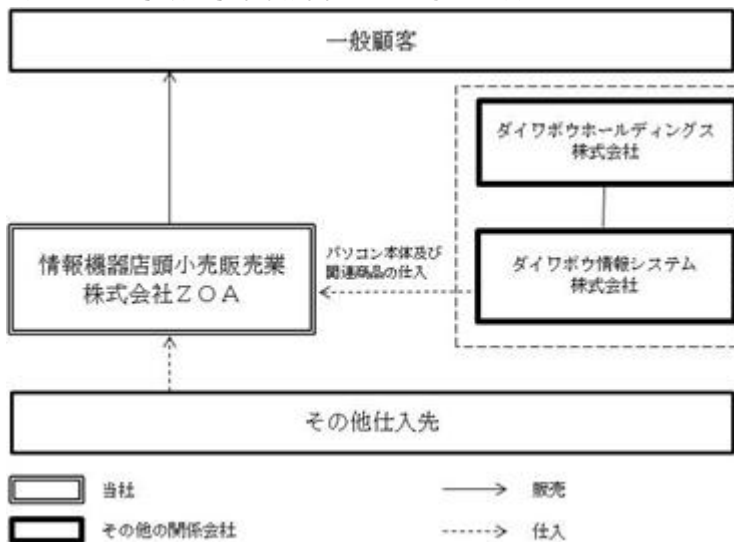 一般顧客
ダイワボウホールディングス
株式会社
情報機器店頭小売販売業
株式会社ＺＯＡ
パソコン本体及び
関連商品の仕入
ダイワボウ情報システム
株式会社
その他仕入先
当社
販売
その他の関係会社
仕入